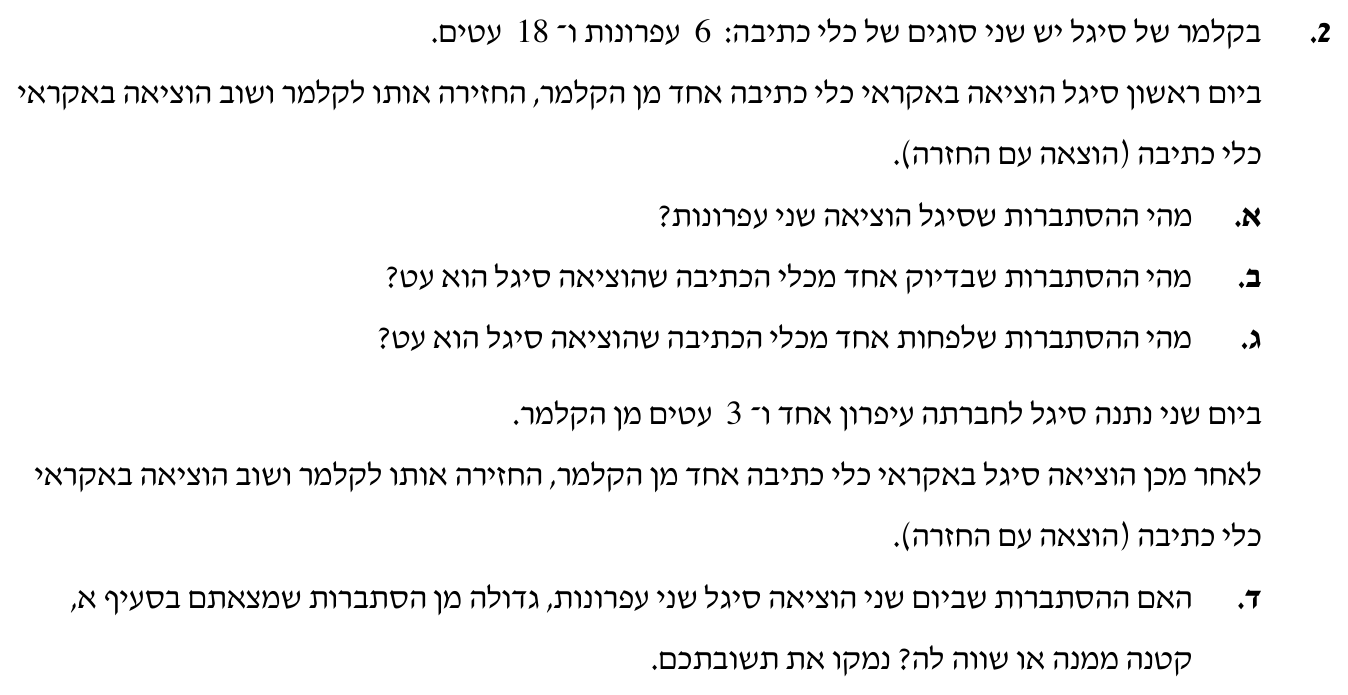 2. בקלמר של סיגל יש שני סוגים של כלי כתיבה: 6 עפרונות ו־ 18 עטים.
ביום ראשון סיגל הוציאה באקראי כלי כתיבה אחד מן הקלמר, החזירה אותו לקלמר ושוב הוציאה באקראי
כלי כתיבה (הוצאה עם החזרה).
א. מהי ההסתברות שסיגל הוציאה שני עפרונות?
ב. מהי ההסתברות שבדיוק אחד מכלי הכתיבה שהוציאה סיגל הוא עט?
ג. מהי ההסתברות שלפחות אחד מכלי הכתיבה שהוציאה סיגל הוא עט?
ביום שני נתנה סיגל לחברתה עיפרון אחד ו־ 3 עטים מן הקלמר.
לאחר מכן הוציאה סיגל באקראי כלי כתיבה אחד מן הקלמר, החזירה אותו לקלמר ושוב הוציאה באקראי
כלי כתיבה (הוצאה עם החזרה).
ד. האם ההסתברות שביום שני הוציאה סיגל שני עפרונות, גדולה מן הסתברות שמצאתם בסעיף א,
קטנה ממנה או שווה לה? נמקו את תשובתכם.